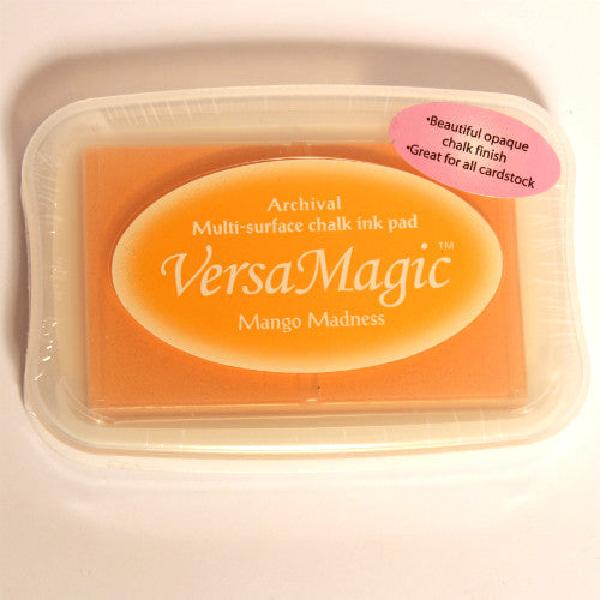 •Beautiful opaque
chalk finish
•Great for all cardstock
Archival
Multi-surface chalk ink pad
VersaMagic™
Mango Madness